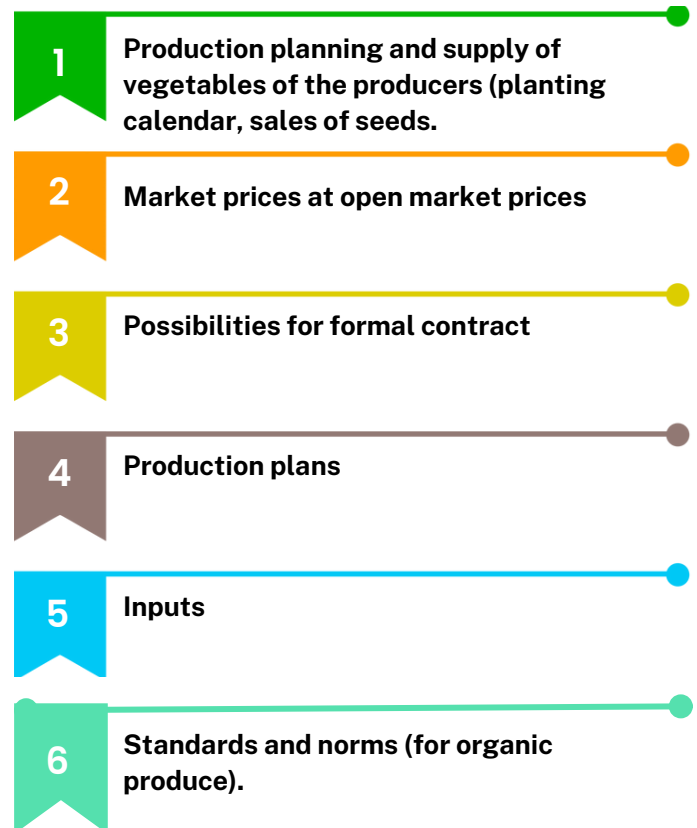 1
Production planning and supply of
vegetables of the producers (planting
calendar, sales of seeds.
2
Market prices at open market prices
3
Possibilities for formal contract
4
Production plans
5
Inputs
6
Standards and norms (for organic
produce).